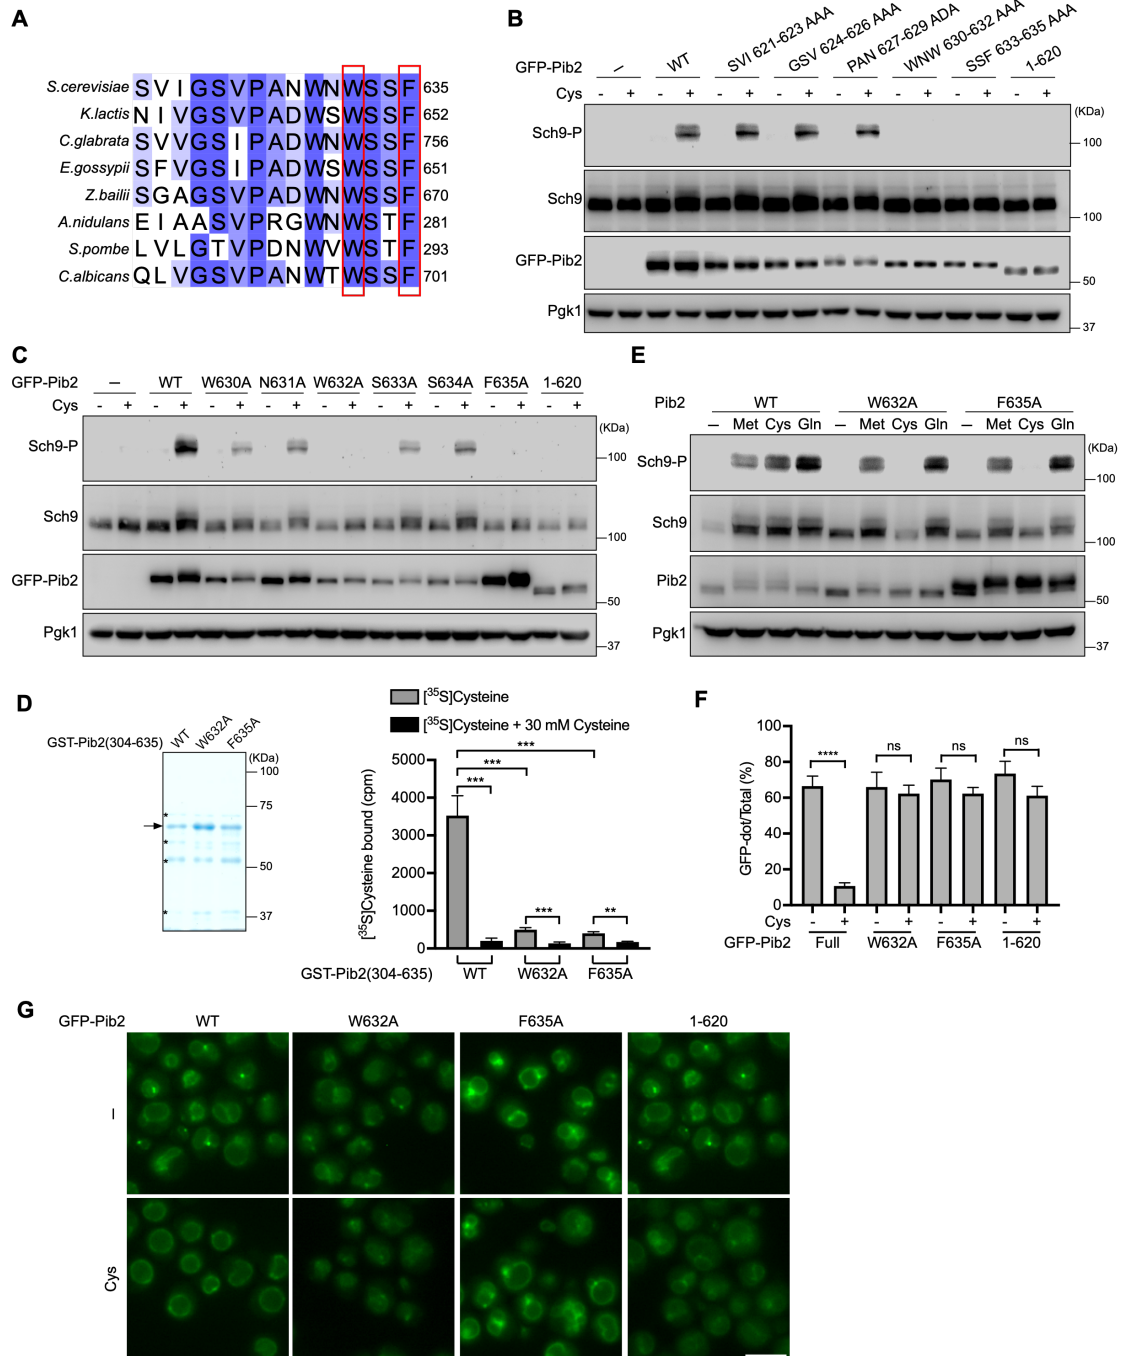 A
S.cerevisiae SVIGSVPANWNWSSF 635
K.lactis NIVGSVPADWSWSSF 652
C.glabrata SVVGSIPADWNWSSF 756
E.gossypii SFVGSIPADWSWSSF 651
Z.bailii SGAGSVPADWNWSSF 670
A.nidulans EIAASVPRGWNWSTF 281
S.pombe LVLGTVPDNWVWSTF 293
C.albicans QLVGSVPANWTWSSF 701
B
GFP-Pib2 – WT SVI 621-623 AAA GSV 624-626 AAA PAN 627-629 ADA WNW 630-632 AAA SSF 633-635 AAA 1-620
Cys - + - + - + - + - + - + - + - +
(KDa)
Sch9-P
100
Sch9
100
GFP-Pib2
50
Pgk1
37
C
GFP-Pib2 – WT W630A N631A W632A S633A S634A F635A 1-620
Cys - + - + - + - + - + - + - + - + - +
(KDa)
Sch9-P
100
Sch9
100
GFP-Pib2
50
Pgk1
37
E
Pib2 WT W632A F635A
– Met Cys Gln – Met Cys Gln – Met Cys Gln
(KDa)
Sch9-P
100
Sch9
100
Pib2
50
Pgk1
37
D
GST-Pib2(304-635) WT W632A F635A
(KDa)
100
75
50
37
*
*
*
*
[35S]Cysteine
[35S]Cysteine + 30 mM Cysteine
[35S]Cysteine bound (cpm)
5000
4000
3000
2000
1000
0
***
***
***
***
**
GST-Pib2(304-635) WT W632A F635A
F
GFP-dot/Total (%)
100
80
60
40
20
0
**** ns ns ns
Cys - + - + - + - +
GFP-Pib2 Full W632A F635A 1-620
G
GFP-Pib2 WT W632A F635A 1-620
–
Cys